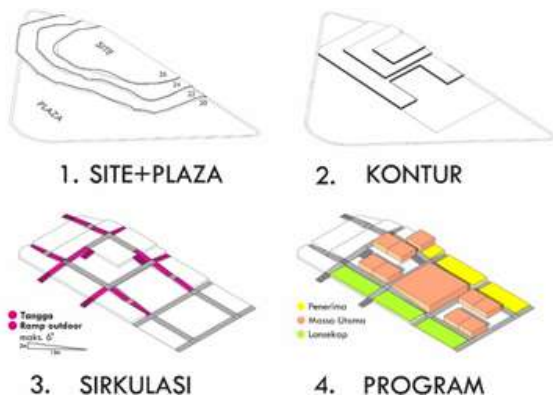 SITE
26
24
22
20
PLAZA
1. SITE+PLAZA
2. KONTUR
Tangga
Ramp outdoor
maks. 6°
3. SIRKULASI
Penerima
Massa Utama
Lansekap
4. PROGRAM